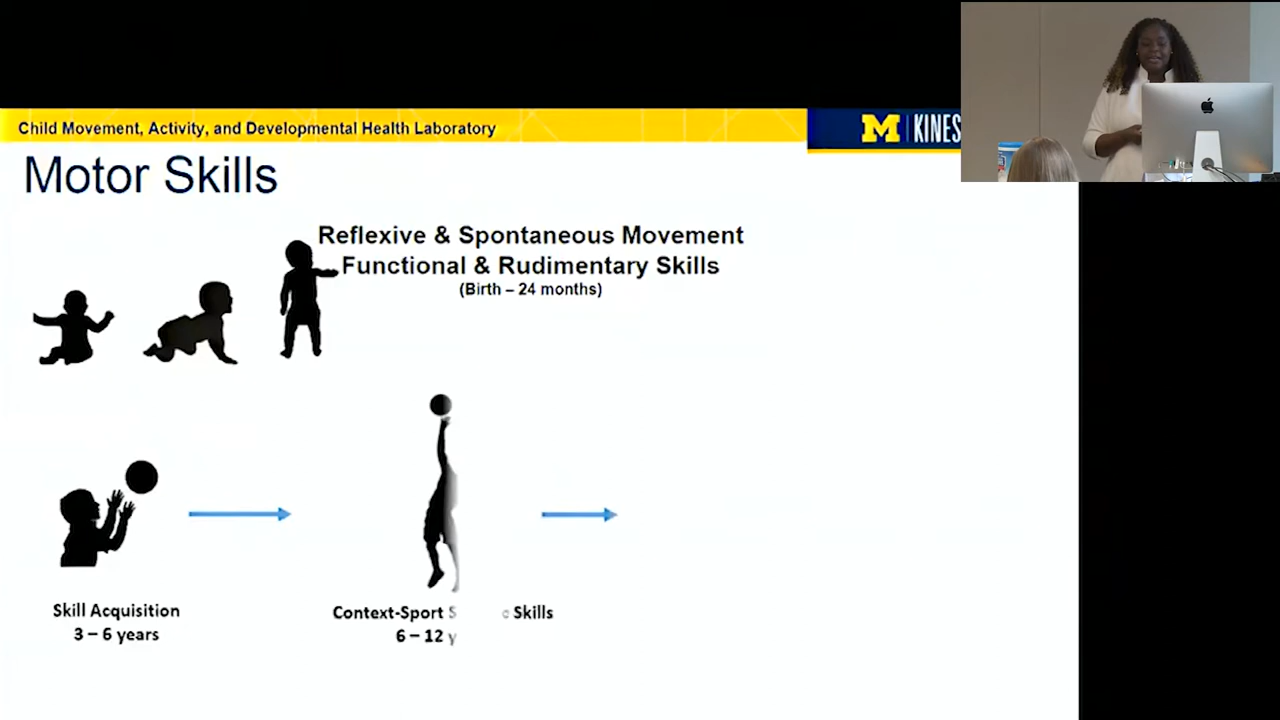 Child Movement, Activity, and Developmental Health Laboratory
M | KINES
Motor Skills
Reflexive & Spontaneous Movement
Functional & Rudimentary Skills
(Birth – 24 months)
Skill Acquisition
3 – 6 years
Context-Sport S c Skills
6 – 12 y